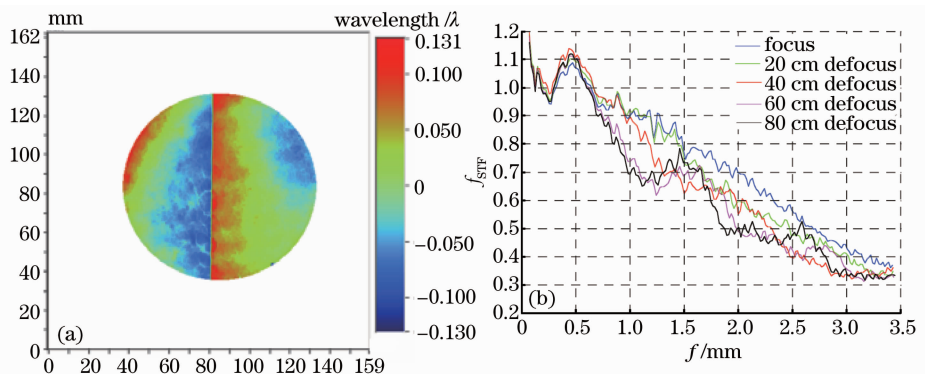 mm
162
140
120
100
80
60
40
20
0
0 20 40 60 80 100 120 140 159
(a)
wavelength /λ
0.131
0.100
0.050
0
−0.050
−0.100
−0.130
1.2
1.1
1.0
0.9
0.8
0.7
0.6
0.5
0.4
0.3
0.2
f_STF
focus
20 cm defocus
40 cm defocus
60 cm defocus
80 cm defocus
(b)
0 0.5 1.0 1.5 2.0 2.5 3.0 3.5
f /mm